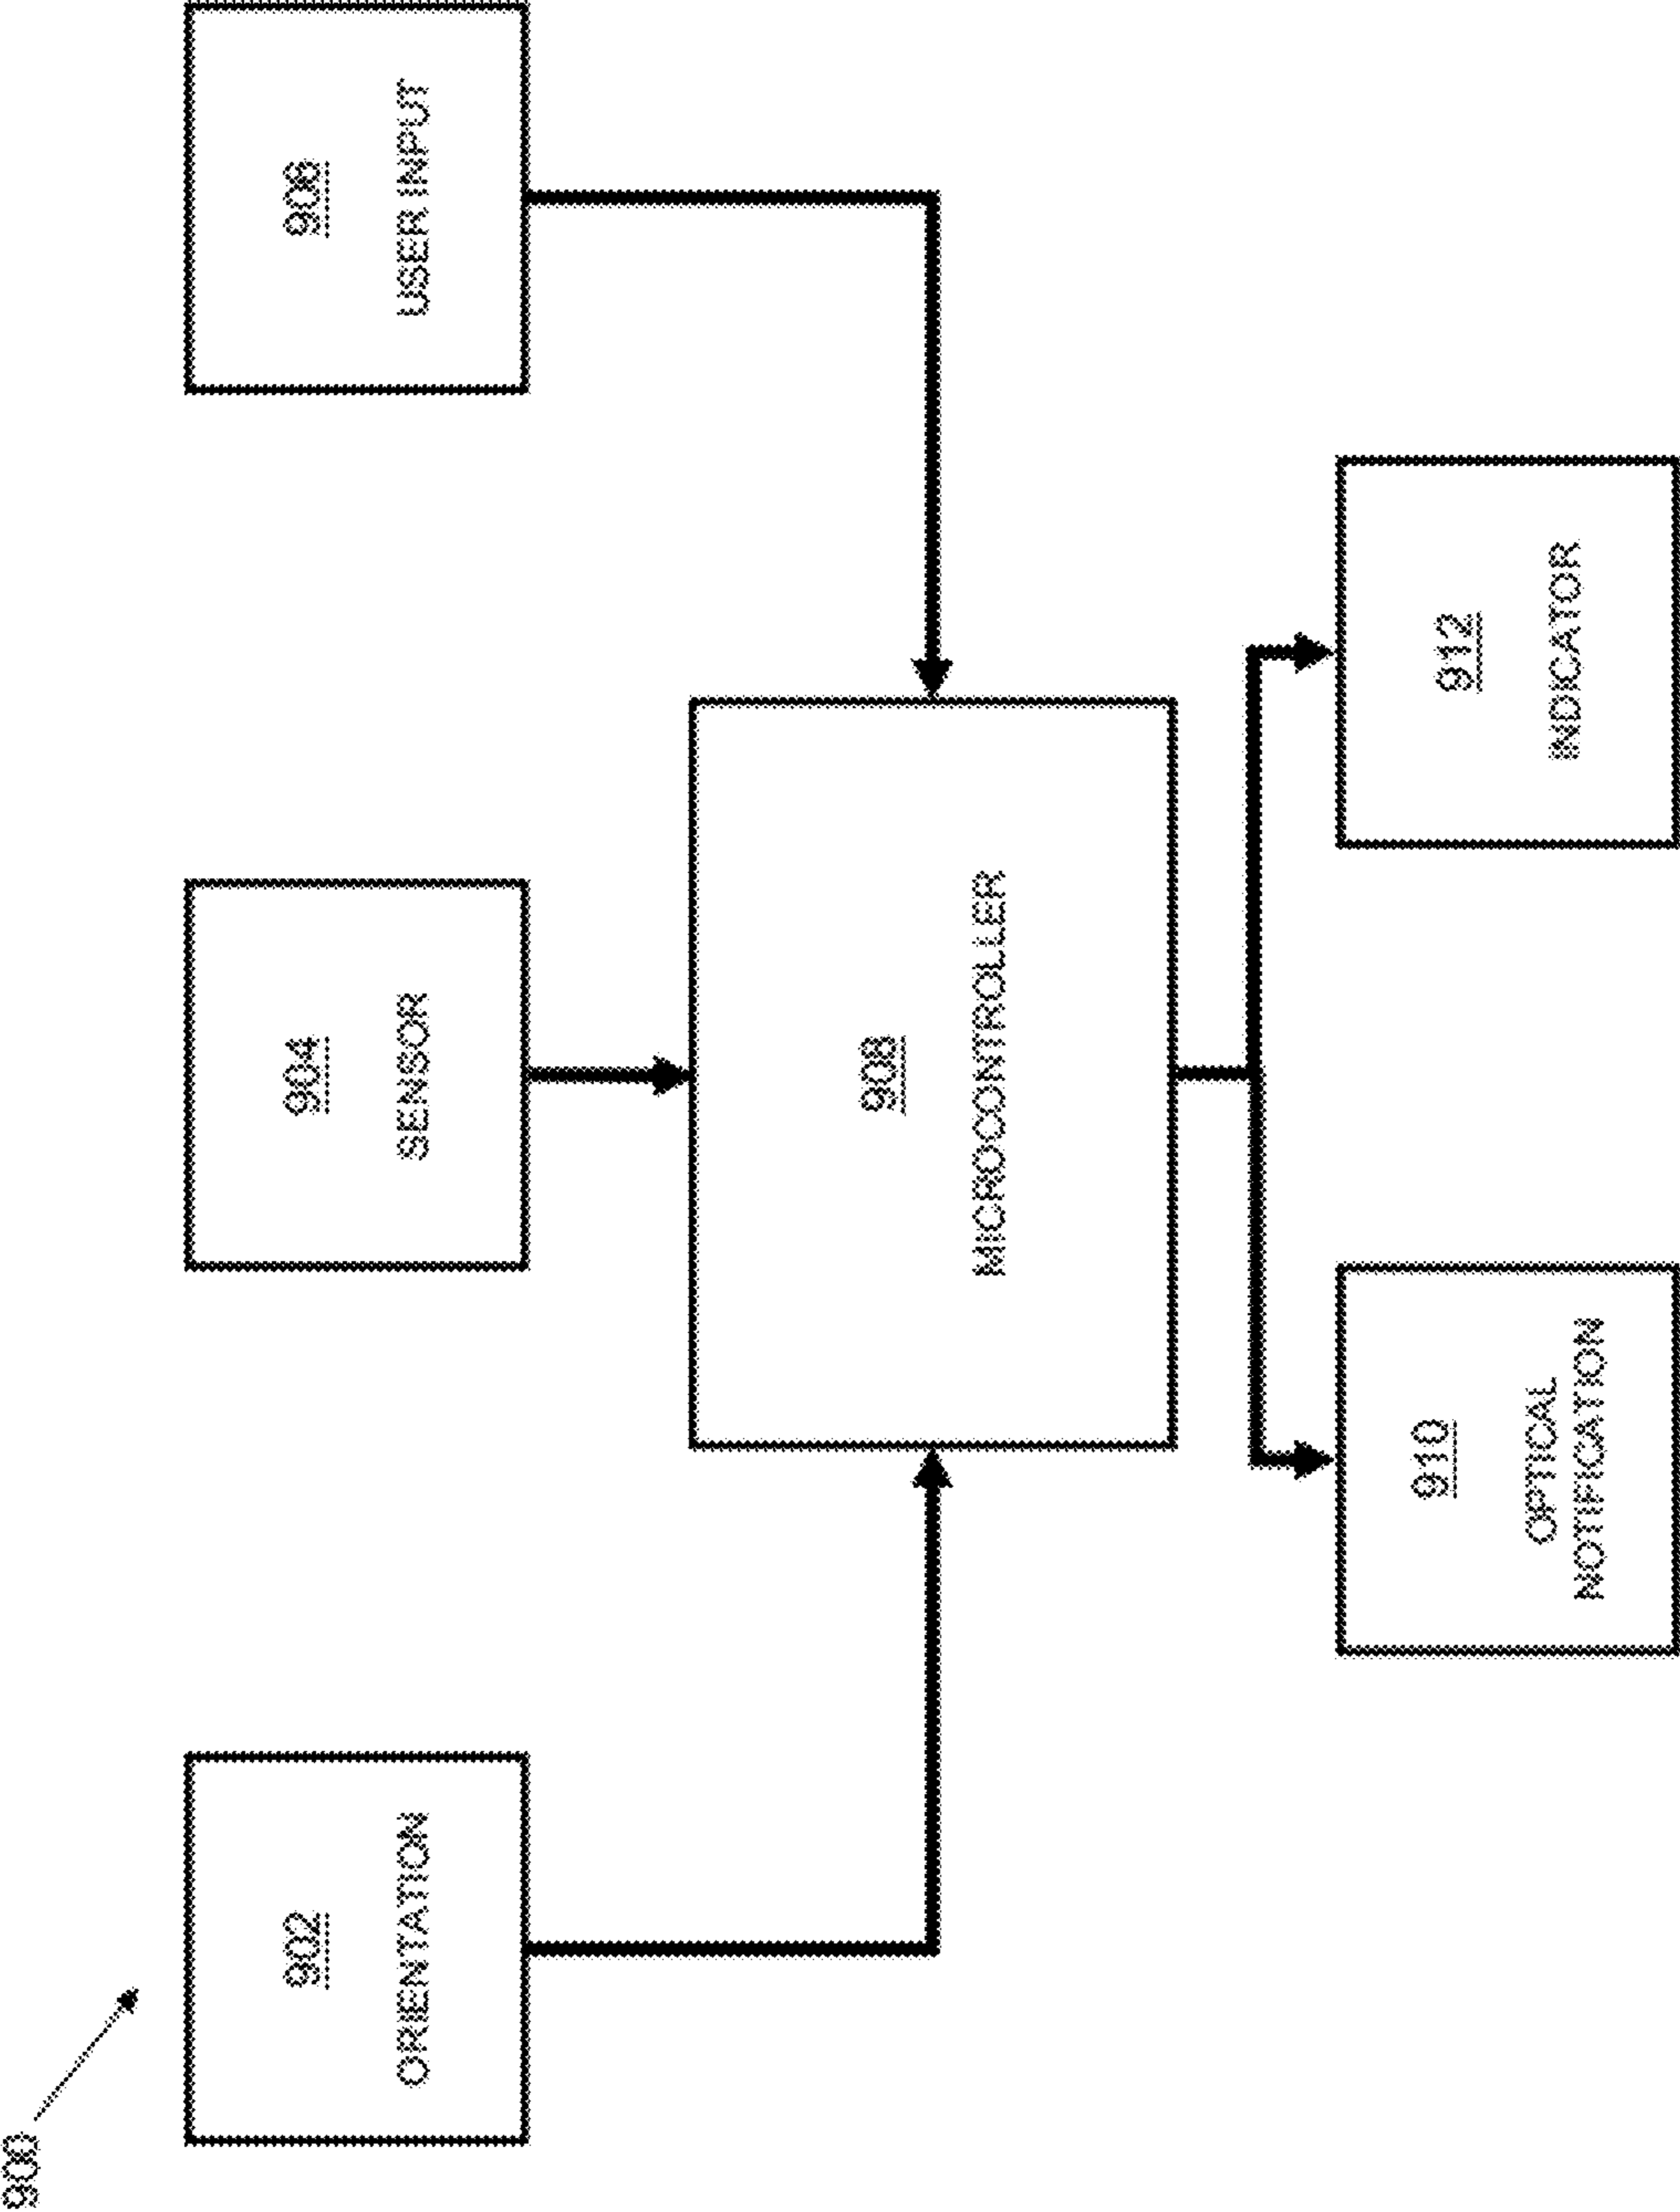 900
902
ORIENTATION
904
SENSOR
906
USER INPUT
908
MICROCONTROLLER
910
OPTICAL
NOTIFICATION
912
INDICATOR